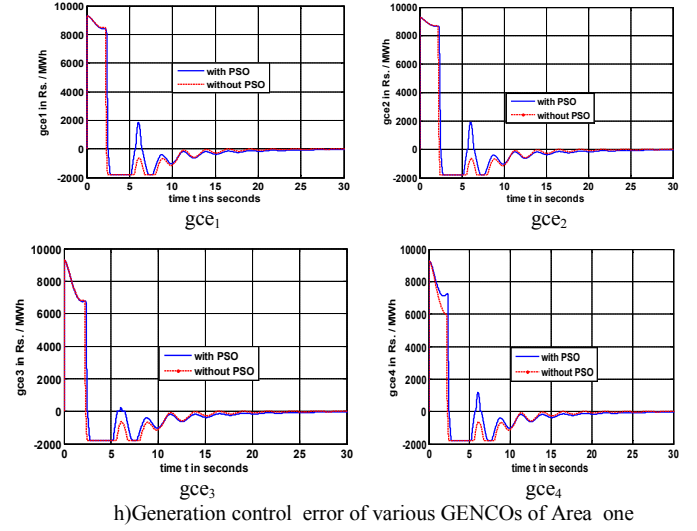 10000
8000
6000
4000
2000
0
-2000
gce1 in Rs. / MWh
with PSO
without PSO
0 5 10 15 20 25 30
time t in seconds
gce1
10000
8000
6000
4000
2000
0
-2000
gce2 in Rs. / MWh
with PSO
without PSO
0 5 10 15 20 25 30
time t in seconds
gce2
10000
8000
6000
4000
2000
0
-2000
gce3 in Rs. / MWh
with PSO
without PSO
0 5 10 15 20 25 30
time t in seconds
gce3
10000
8000
6000
4000
2000
0
-2000
gce4 in Rs. / MWh
with PSO
without PSO
0 5 10 15 20 25 30
time t in seconds
gce4
h)Generation control error of various GENCOs of Area one